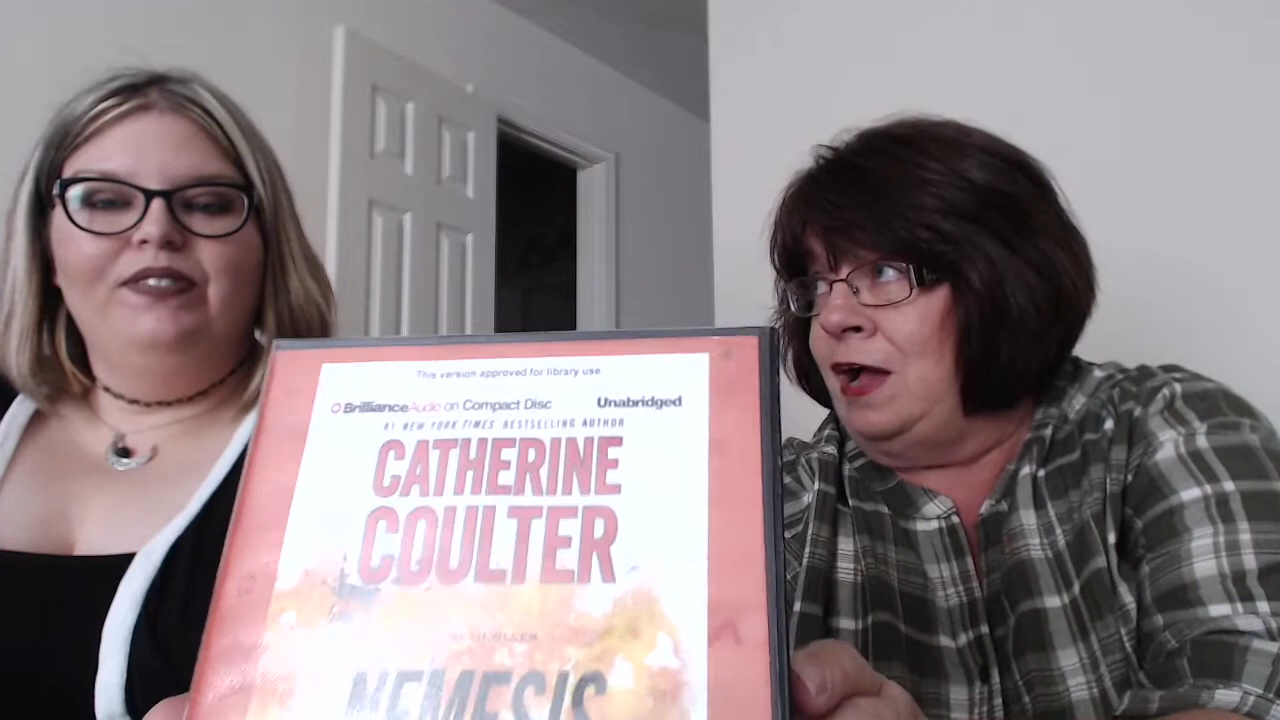 This version approved for library use.
BrillianceAudio on Compact Disc
Unabridged
#1 NEW YORK TIMES BESTSELLING AUTHOR
CATHERINE
COULTER
NEMESIS